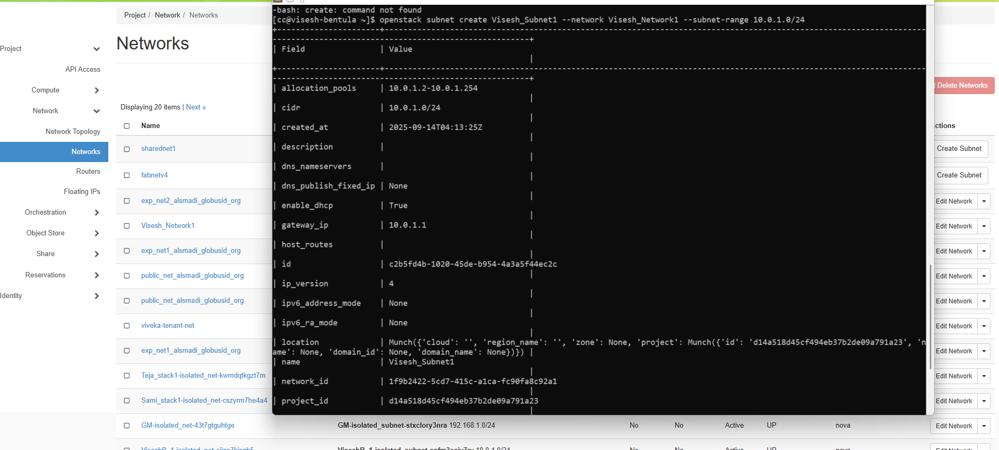 Project / Network / Networks
Networks
Project
API Access
Compute
Network
Network Topology
Networks
Routers
Floating IPs
Orchestration
Object Store
Share
Reservations
Identity
Displaying 20 items | Next »
Name
sharednet1
fabnetv4
exp_net2_alsmadi_globusid_org
Visesh_Network1
exp_net1_alsmadi_globusid_org
public_net_alsmadi_globusid_org
public_net_alsmadi_globusid_org
viveka-tenant-net
exp_net1_alsmadi_globusid_org
Teja_stack1-isolated_net-kwmdqtkgzt7m
Sami_stack1-isolated_net-cszyrm7he4a4
GM-isolated_net-43t7gtguhtge GM-isolated_subnet-stxclory3nra 192.168.1.0/24 No No Active UP nova Edit Network
-bash: create: command not found
[cc@visesh-bentula ~]$ openstack subnet create Visesh_Subnet1 --network Visesh_Network1 --subnet-range 10.0.1.0/24
| Field | Value |
| allocation_pools | 10.0.1.2-10.0.1.254 |
| cidr | 10.0.1.0/24 |
| created_at | 2025-09-14T04:13:25Z |
| description | |
| dns_nameservers | |
| dns_publish_fixed_ip | None |
| enable_dhcp | True |
| gateway_ip | 10.0.1.1 |
| host_routes | |
| id | c2b5fd4b-1020-45de-b954-4a3a5f44ec2c |
| ip_version | 4 |
| ipv6_address_mode | None |
| ipv6_ra_mode | None |
| location | Munch({'cloud': '', 'region_name': '', 'zone': None, 'project': Munch({'id': 'd14a518d45cf494eb37b2de09a791a23', 'n
ame': None, 'domain_id': None, 'domain_name': None})}) |
| name | Visesh_Subnet1 |
| network_id | 1f9b2422-5cd7-415c-a1ca-fc90fa8c92a1 |
| project_id | d14a518d45cf494eb37b2de09a791a23 |
Delete Networks
ctions
Create Subnet
Create Subnet
Edit Network
Edit Network
Edit Network
Edit Network
Edit Network
Edit Network
Edit Network
Edit Network
Edit Network